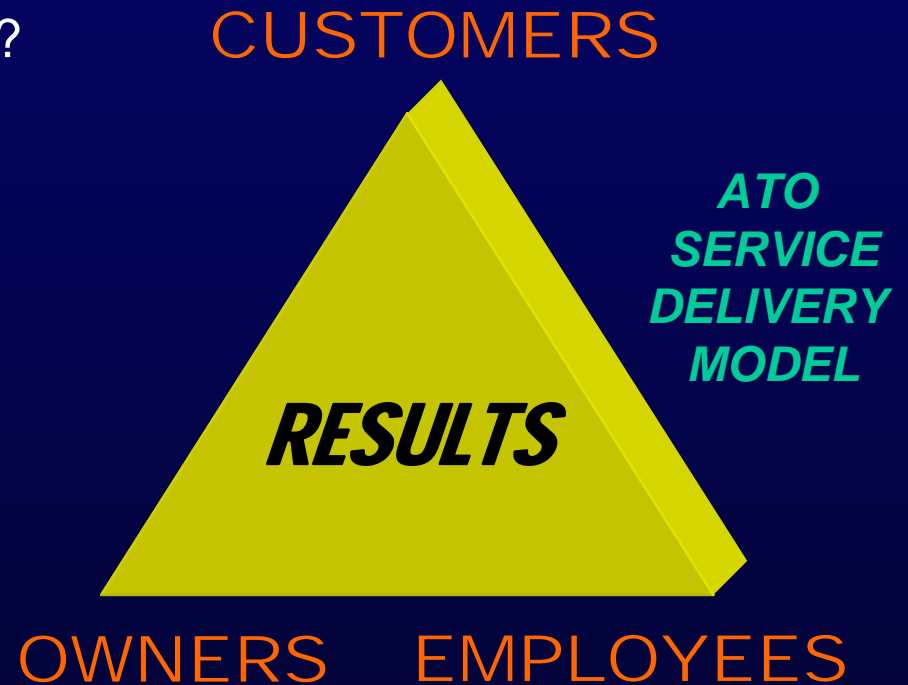 ?
CUSTOMERS
ATO
SERVICE
DELIVERY
MODEL
RESULTS
OWNERS EMPLOYEES